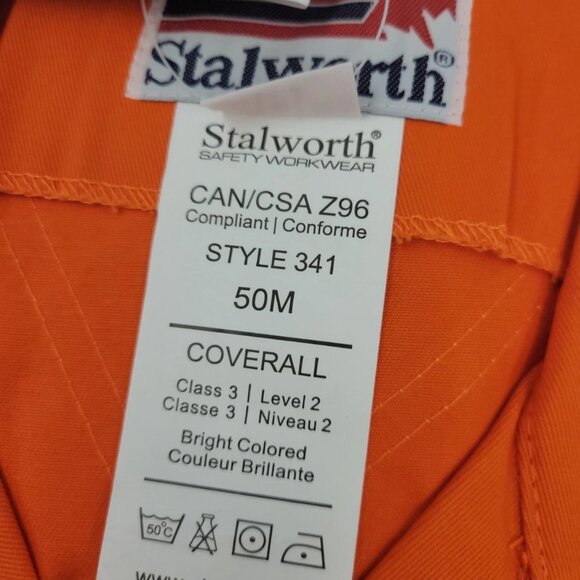 Stalworth®
Stalworth®
SAFETY WORKWEAR
CAN/CSA Z96
Compliant | Conforme
STYLE 341
50M
COVERALL
Class 3 | Level 2
Classe 3 | Niveau 2
Bright Colored
Couleur Brillante
50°C